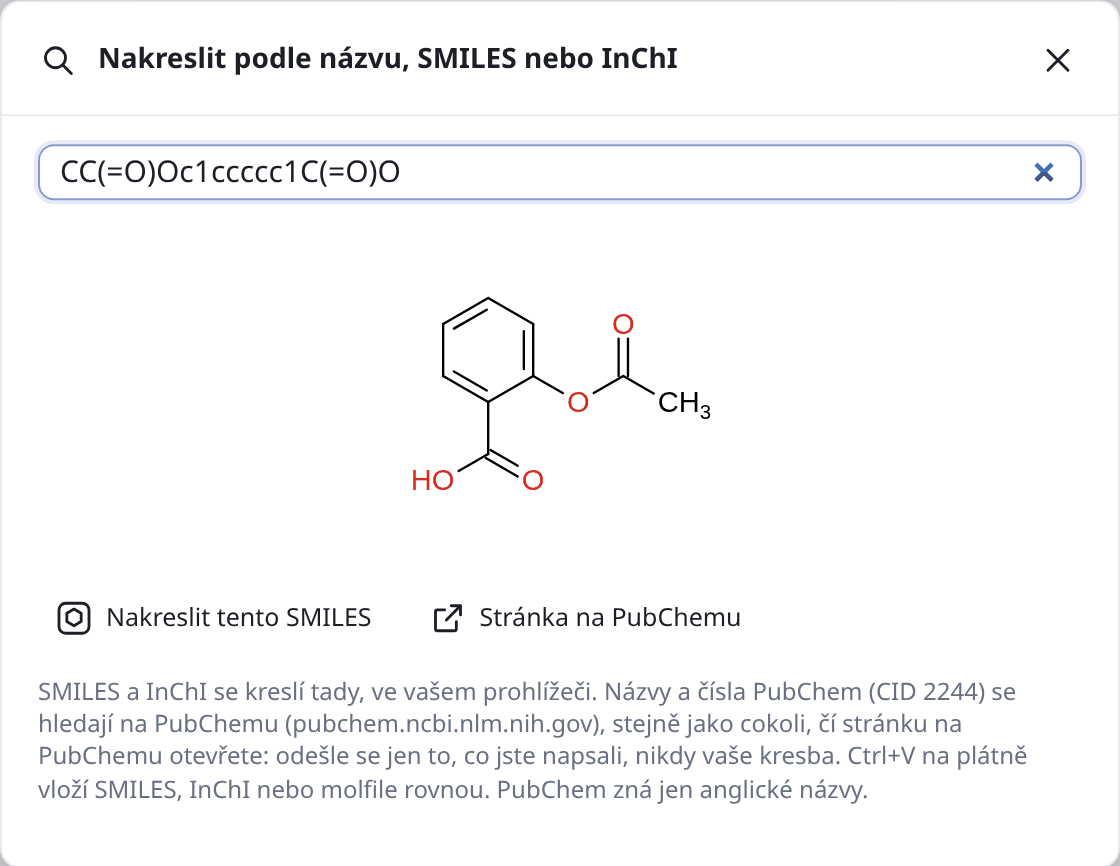 Nakreslit podle názvu, SMILES nebo InChI
CC(=O)Oc1ccccc1C(=O)O
O
O
CH3
HO
O
Nakreslit tento SMILES
Stránka na PubChemu
SMILES a InChI se kreslí tady, ve vašem prohlížeči. Názvy a čísla PubChem (CID 2244) se
hledají na PubChemu (pubchem.ncbi.nlm.nih.gov), stejně jako cokoli, čí stránku na
PubChemu otevřete: odešle se jen to, co jste napsali, nikdy vaše kresba. Ctrl+V na plátně
vloží SMILES, InChI nebo molfile rovnou. PubChem zná jen anglické názvy.